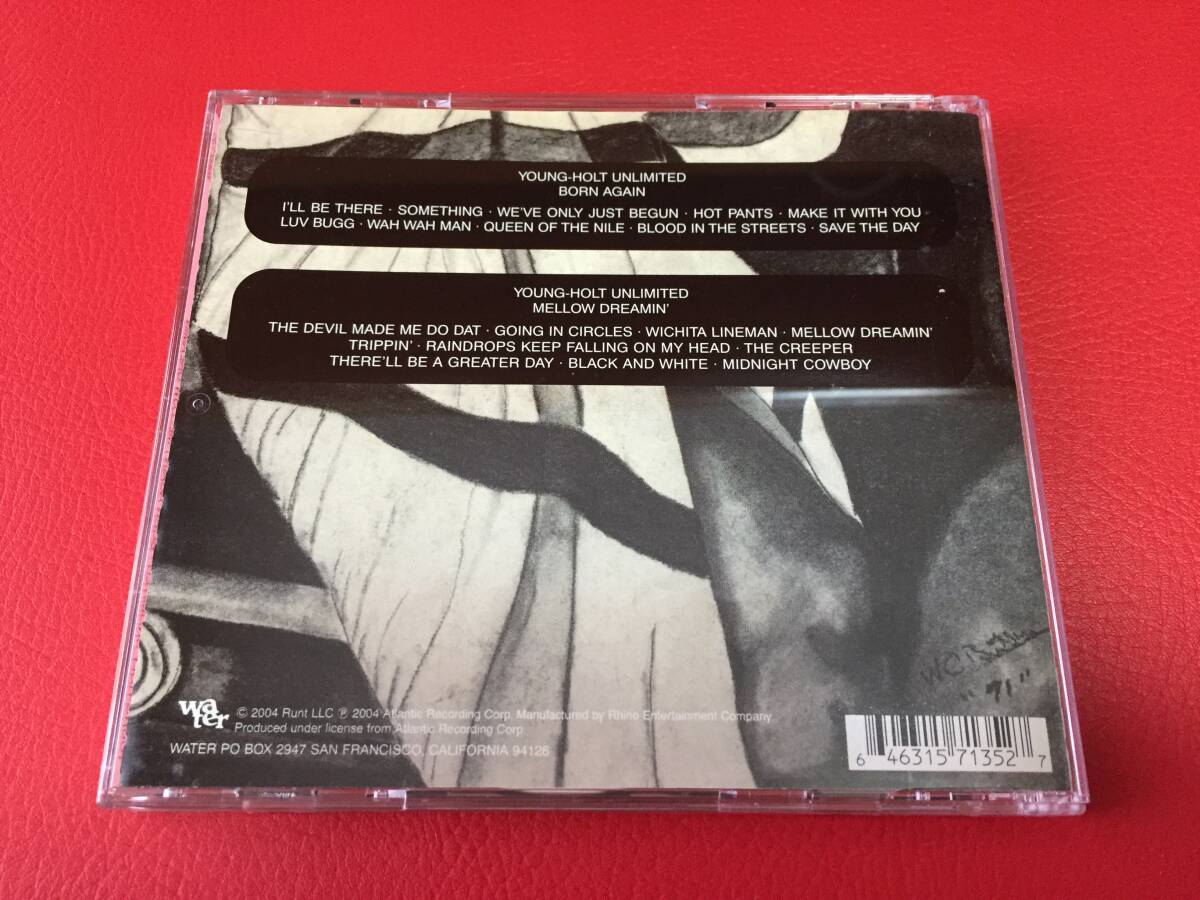 YOUNG-HOLT UNLIMITED
BORN AGAIN
I'LL BE THERE · SOMETHING · WE'VE ONLY JUST BEGUN · HOT PANTS · MAKE IT WITH YOU
LUV BUGG · WAH WAH MAN · QUEEN OF THE NILE · BLOOD IN THE STREETS · SAVE THE DAY
YOUNG-HOLT UNLIMITED
MELLOW DREAMIN'
THE DEVIL MADE ME DO DAT · GOING IN CIRCLES · WICHITA LINEMAN · MELLOW DREAMIN'
TRIPPIN' · RAINDROPS KEEP FALLING ON MY HEAD · THE CREEPER
THERE'LL BE A GREATER DAY · BLACK AND WHITE · MIDNIGHT COWBOY
W.C.
"71"
water
© 2004 Runt LLC ℗ 2004 Atlantic Recording Corp. Manufactured by Rhino Entertainment Company
Produced under license from Atlantic Recording Corp
WATER PO BOX 2947 SAN FRANCISCO, CALIFORNIA 94126
6 46315 71352 7